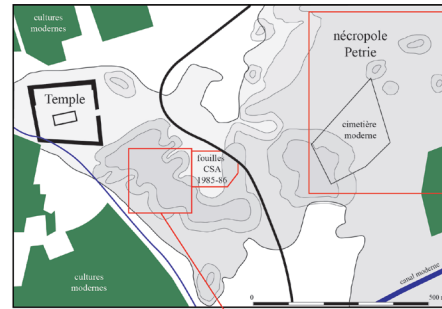 cultures
modernes
nécropole
Petrie
Temple
cimetière
moderne
fouilles
CSA
1985-86
cultures
modernes
canal moderne
0
500 m